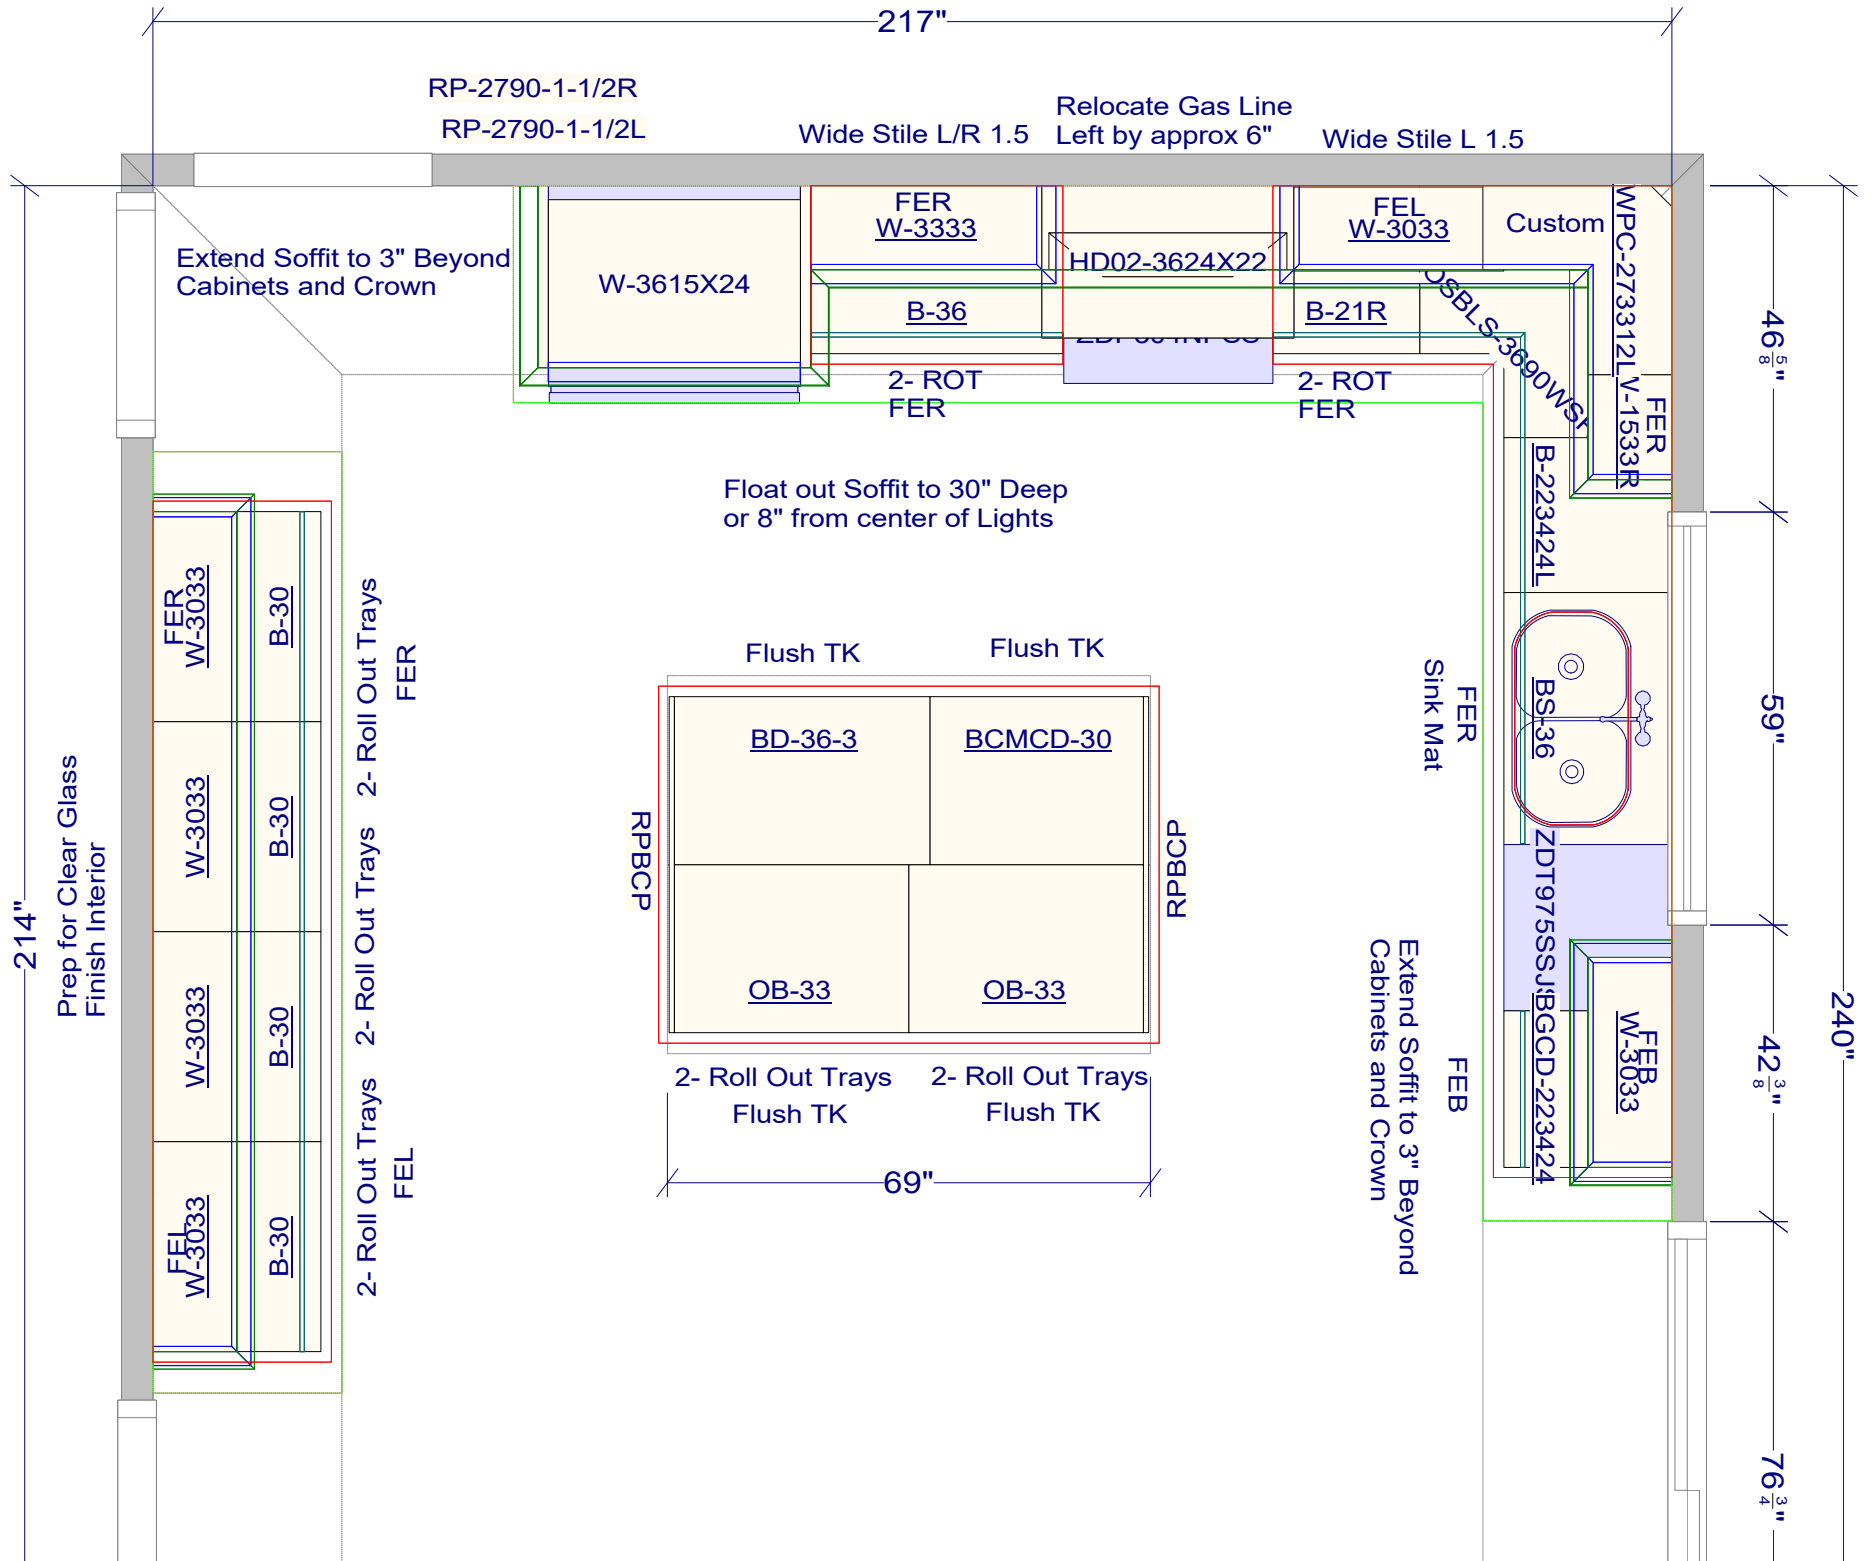 217"
RP-2790-1-1/2R
RP-2790-1-1/2L
Wide Stile L/R 1.5
Relocate Gas Line
Left by approx 6"
Wide Stile L 1.5
Extend Soffit to 3" Beyond
Cabinets and Crown
W-3615X24
FER
W-3333
HD02-3624X22
FEL
W-3033
Custom
WPC-273312L
B-36
B-21R
2- ROT
FER
2- ROT
FER
FER
46 5/8"
Float out Soffit to 30" Deep
or 8" from center of Lights
B-223424L
59"
FER
W-3033
B-30
2- Roll Out Trays
FER
W-3033
B-30
2- Roll Out Trays
W-3033
B-30
2- Roll Out Trays
FEL
W-3033
B-30
2- Roll Out Trays
FEL
Prep for Clear Glass
Finish Interior
214"
Flush TK
Flush TK
BD-36-3
BCMCD-30
RPBCP
RPBCP
OB-33
OB-33
2- Roll Out Trays
2- Roll Out Trays
Flush TK
Flush TK
69"
FER
Sink Mat
BS-36
BGCD-223424
FEB
W-3033
FEB
Extend Soffit to 3" Beyond
Cabinets and Crown
42 3/8"
240"
76 3/4"